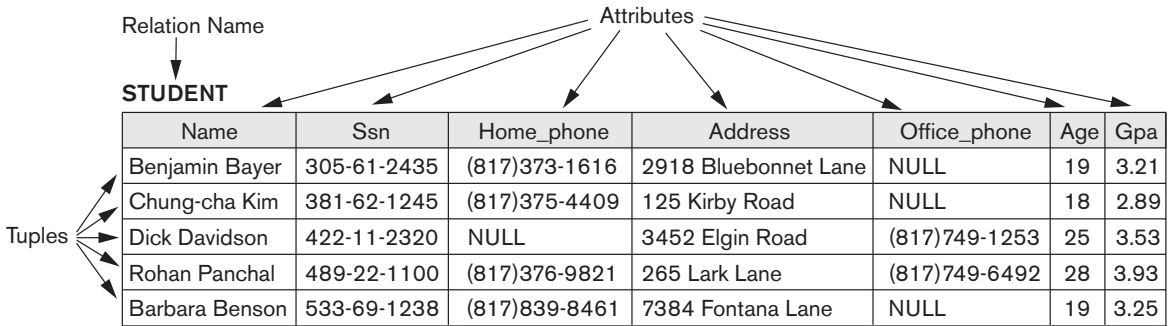 Attributes
Relation Name
STUDENT
Name Ssn Home_phone Address Office_phone Age Gpa
Benjamin Bayer 305-61-2435 (817)373-1616 2918 Bluebonnet Lane NULL 19 3.21
Chung-cha Kim 381-62-1245 (817)375-4409 125 Kirby Road NULL 18 2.89
Tuples Dick Davidson 422-11-2320 NULL 3452 Elgin Road (817)749-1253 25 3.53
Rohan Panchal 489-22-1100 (817)376-9821 265 Lark Lane (817)749-6492 28 3.93
Barbara Benson 533-69-1238 (817)839-8461 7384 Fontana Lane NULL 19 3.25